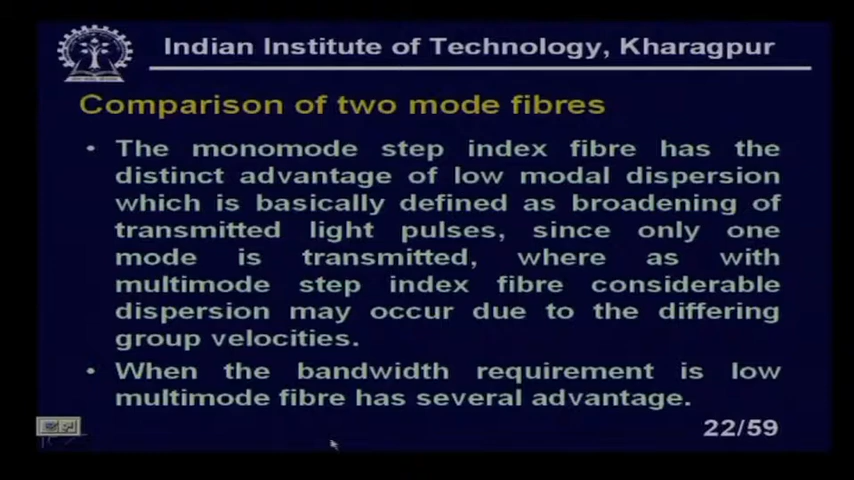 Indian Institute of Technology, Kharagpur
Comparison of two mode fibres
• The monomode step index fibre has the
distinct advantage of low modal dispersion
which is basically defined as broadening of
transmitted light pulses, since only one
mode is transmitted, where as with
multimode step index fibre considerable
dispersion may occur due to the differing
group velocities.
• When the bandwidth requirement is low
multimode fibre has several advantage.
22/59